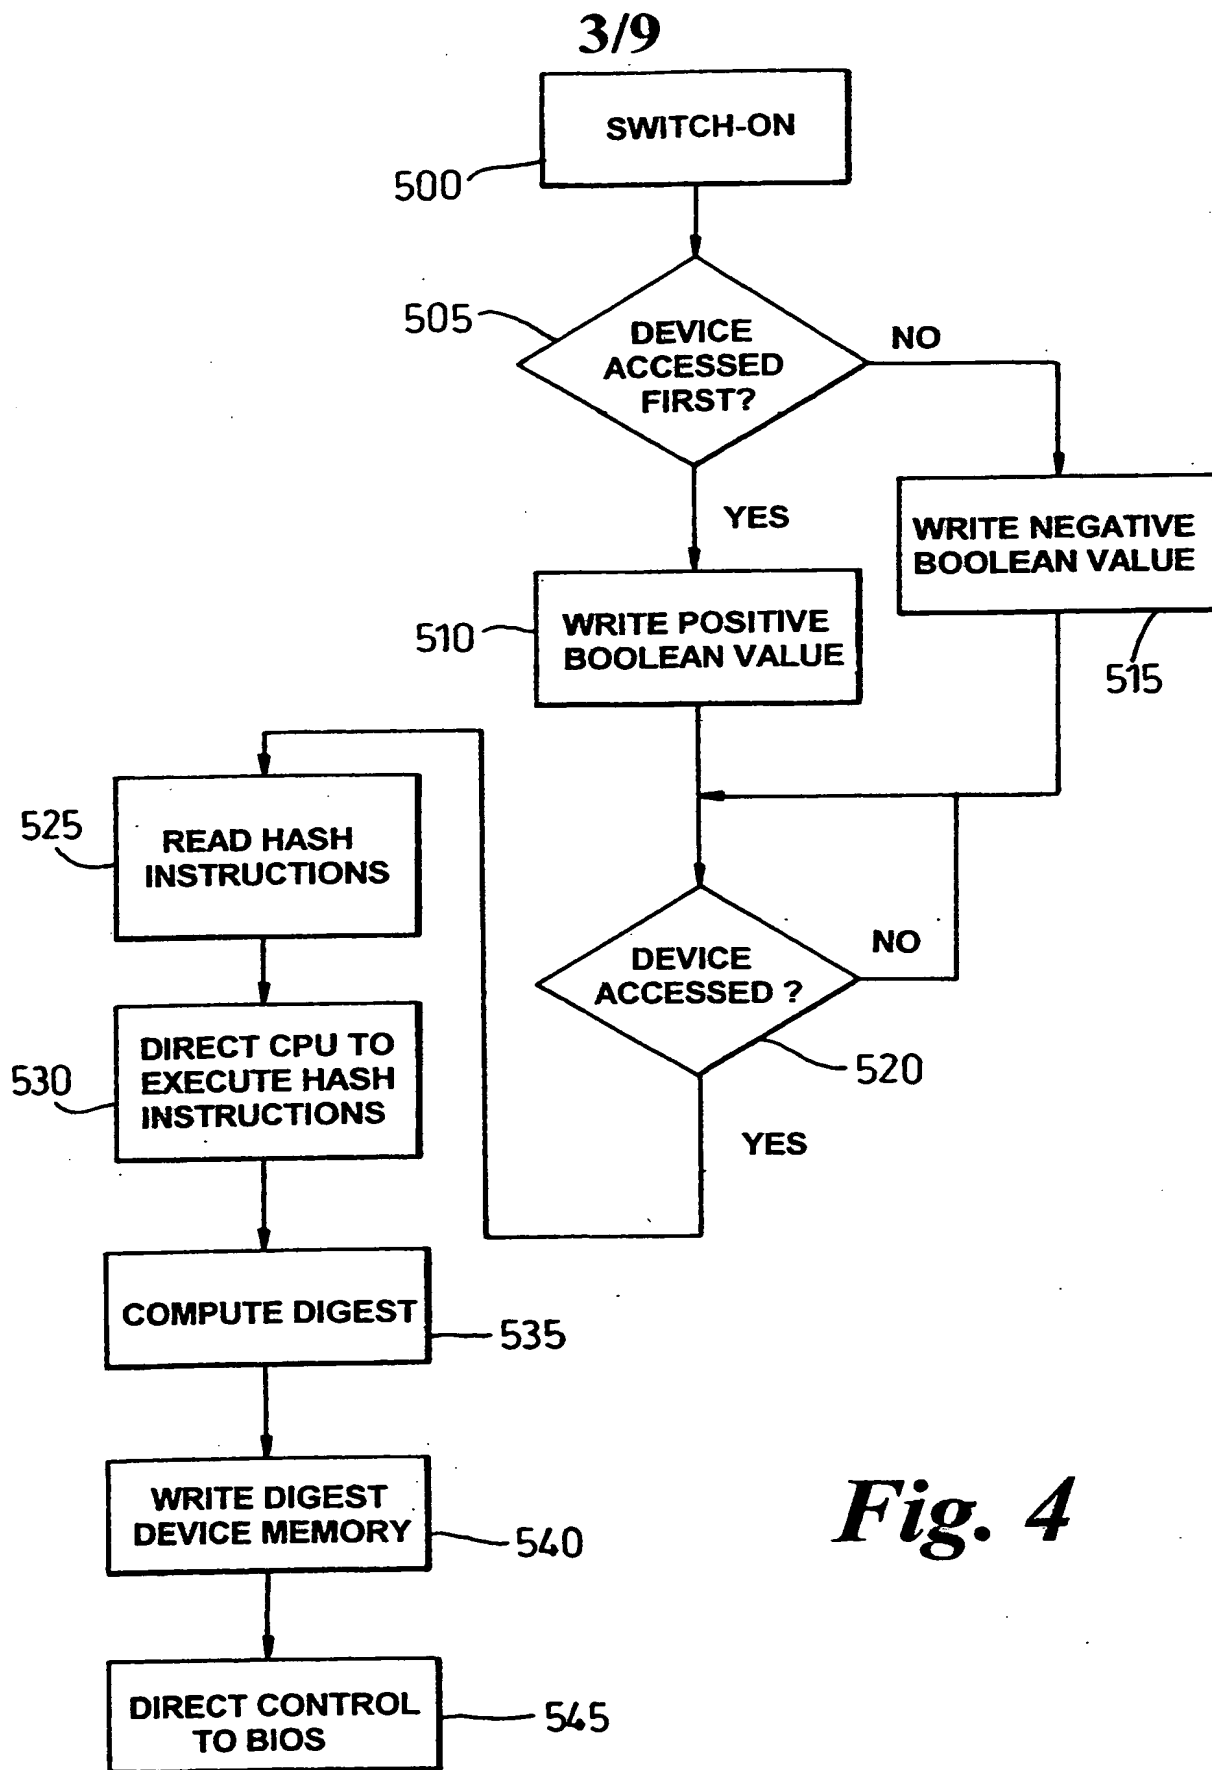 3/9
SWITCH-ON
500
505
DEVICE
ACCESSED
FIRST?
NO
YES
WRITE NEGATIVE
BOOLEAN VALUE
515
510
WRITE POSITIVE
BOOLEAN VALUE
525
READ HASH
INSTRUCTIONS
DEVICE
ACCESSED ?
NO
520
YES
530
DIRECT CPU TO
EXECUTE HASH
INSTRUCTIONS
COMPUTE DIGEST
535
WRITE DIGEST
DEVICE MEMORY
540
DIRECT CONTROL
TO BIOS
545
Fig. 4